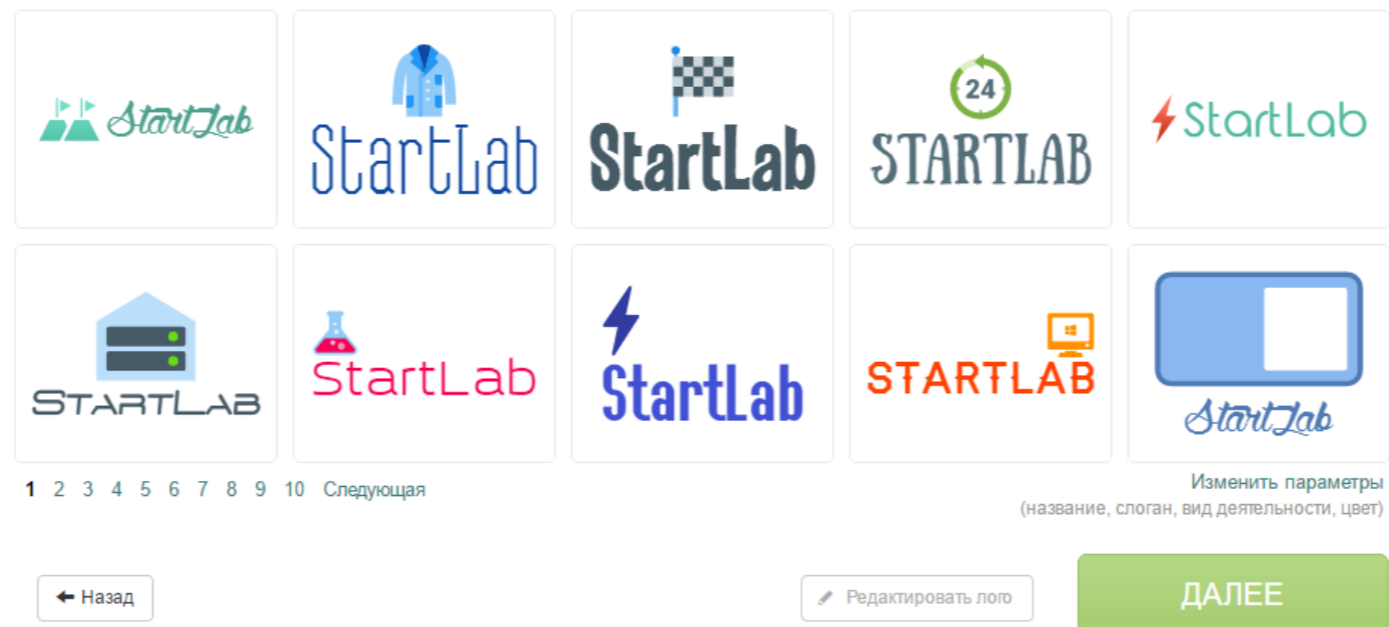 StartLab
StartLab
StartLab
24
STARTLAB
StartLab
STARTLAB
StartLab
StartLab
STARTLAB
StartLab
1 2 3 4 5 6 7 8 9 10 Следующая
Изменить параметры
(название, слоган, вид деятельности, цвет)
Назад
Редактировать лого
ДАЛЕЕ